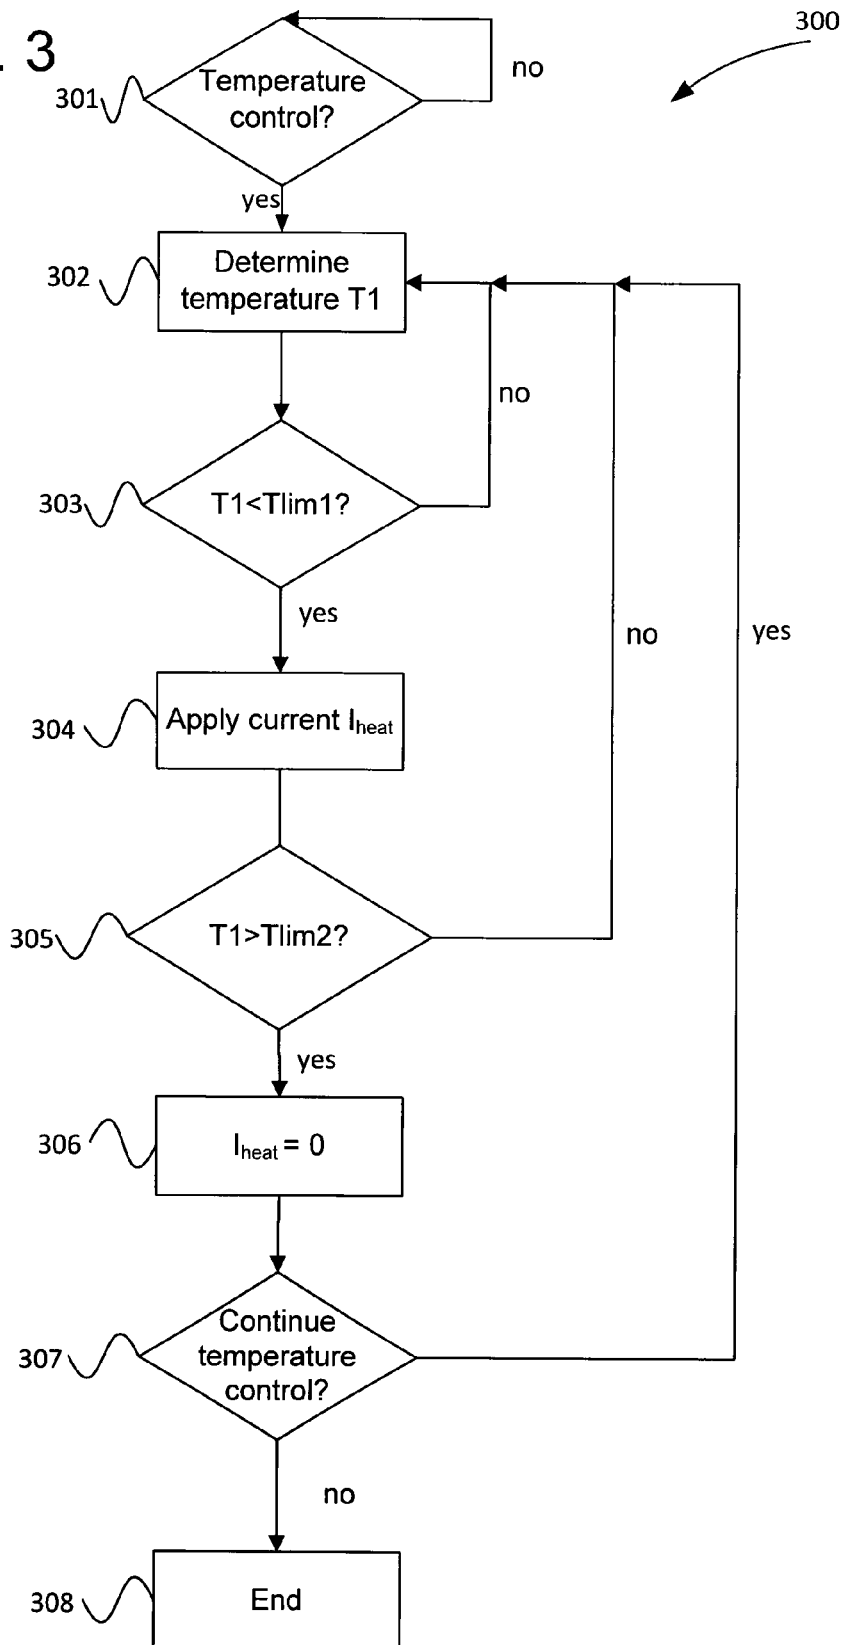 . 3
300
Temperature
control?
no
301
yes
Determine
temperature T1
302
no
T1<Tlim1?
303
yes
no
yes
Apply current Iheat
304
T1>Tlim2?
305
yes
Iheat = 0
306
Continue
temperature
control?
307
no
End
308